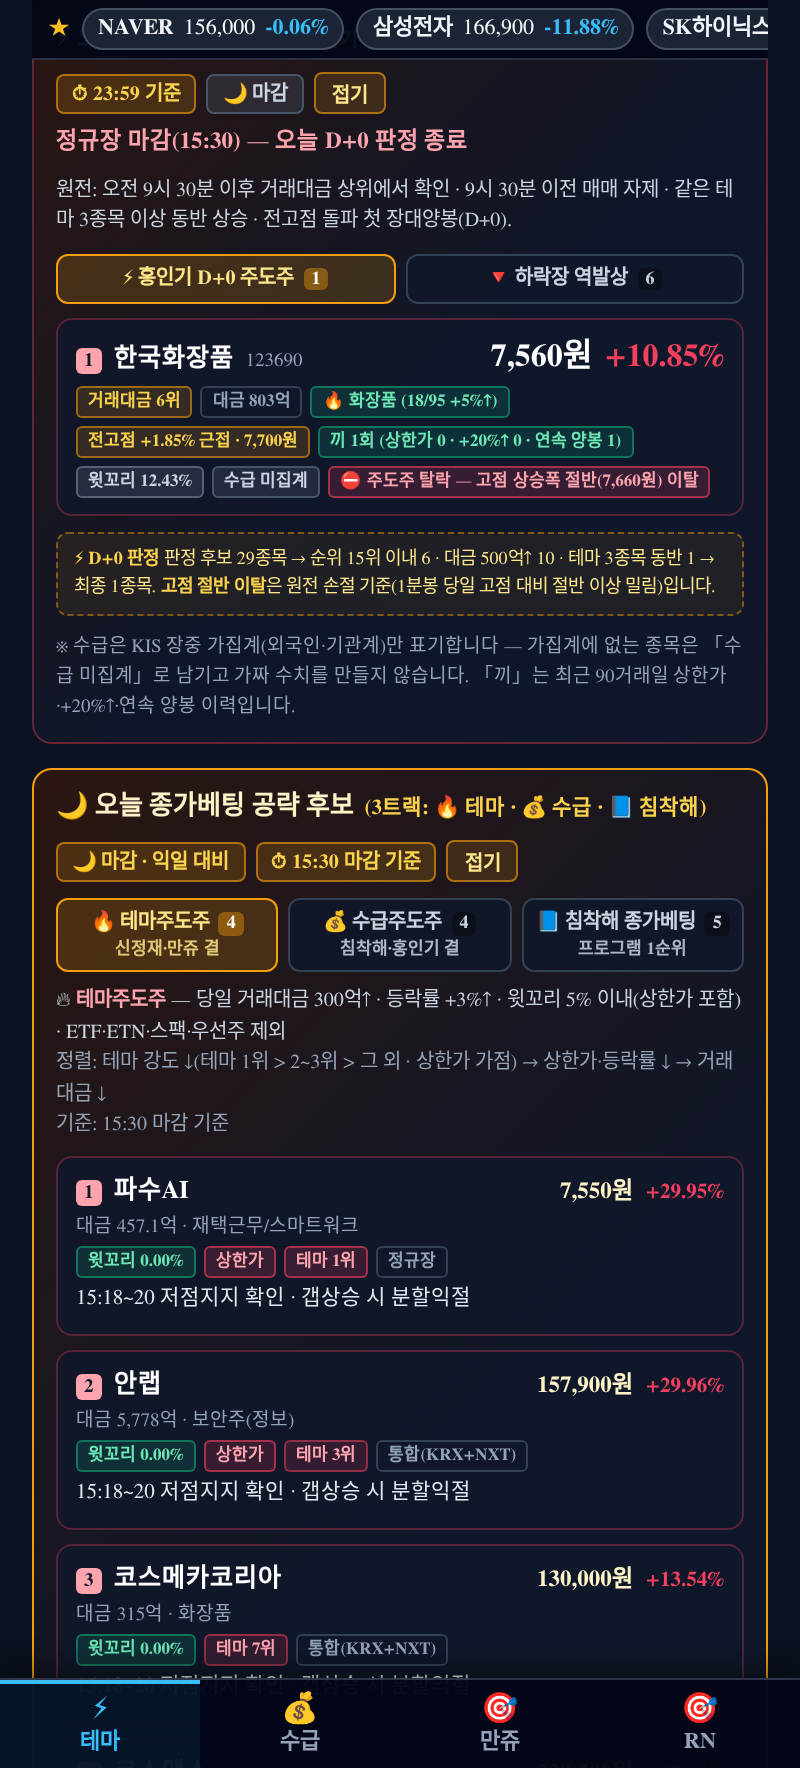 ★ NAVER 156,000 -0.06% 삼성전자 166,900 -11.88% SK하이닉스
⏱ 23:59 기준 🌙 마감 접기
정규장 마감(15:30) — 오늘 D+0 판정 종료
원전: 오전 9시 30분 이후 거래대금 상위에서 확인 · 9시 30분 이전 매매 자제 · 같은 테
마 3종목 이상 동반 상승 · 전고점 돌파 첫 장대양봉(D+0).
⚡ 홍인기 D+0 주도주 1 🔻 하락장 역발상 6
1 한국화장품 123690 7,560원 +10.85%
거래대금 6위 대금 803억 🔥 화장품 (18/95 +5%↑)
전고점 +1.85% 근접 · 7,700원 끼 1회 (상한가 0 · +20%↑ 0 · 연속 양봉 1)
윗꼬리 12.43% 수급 미집계 ⛔ 주도주 탈락 — 고점 상승폭 절반(7,660원) 이탈
⚡ D+0 판정 판정 후보 29종목 → 순위 15위 이내 6 · 대금 500억↑ 10 · 테마 3종목 동반 1 →
최종 1종목. 고점 절반 이탈은 원전 손절 기준(1분봉 당일 고점 대비 절반 이상 밀림)입니다.
※ 수급은 KIS 장중 가집계(외국인·기관계)만 표기합니다 — 가집계에 없는 종목은 「수
급 미집계」로 남기고 가짜 수치를 만들지 않습니다. 「끼」는 최근 90거래일 상한가
·+20%↑·연속 양봉 이력입니다.
🌙 오늘 종가베팅 공략 후보 (3트랙: 🔥 테마 · 💰 수급 · 📘 침착해)
🌙 마감 · 익일 대비 ⏱ 15:30 마감 기준 접기
🔥 테마주도주 4 💰 수급주도주 4 📘 침착해 종가베팅 5
신정재·만쥬 결 침착해·홍인기 결 프로그램 1순위
🔥 테마주도주 — 당일 거래대금 300억↑ · 등락률 +3%↑ · 윗꼬리 5% 이내(상한가 포함)
· ETF·ETN·스팩·우선주 제외
정렬: 테마 강도 ↓(테마 1위 > 2~3위 > 그 외 · 상한가 가점) → 상한가·등락률 ↓ → 거래
대금 ↓
기준: 15:30 마감 기준
1 파수AI 7,550원 +29.95%
대금 457.1억 · 재택근무/스마트워크
윗꼬리 0.00% 상한가 테마 1위 정규장
15:18~20 저점지지 확인 · 갭상승 시 분할익절
2 안랩 157,900원 +29.96%
대금 5,778억 · 보안주(정보)
윗꼬리 0.00% 상한가 테마 3위 통합(KRX+NXT)
15:18~20 저점지지 확인 · 갭상승 시 분할익절
3 코스메카코리아 130,000원 +13.54%
대금 315억 · 화장품
윗꼬리 0.00% 테마 7위 통합(KRX+NXT)
15:18~20 저점지지 확인 · 갭상승 시 분할익절
⚡ 💰 🎯 🎯
테마 수급 만쥬 RN